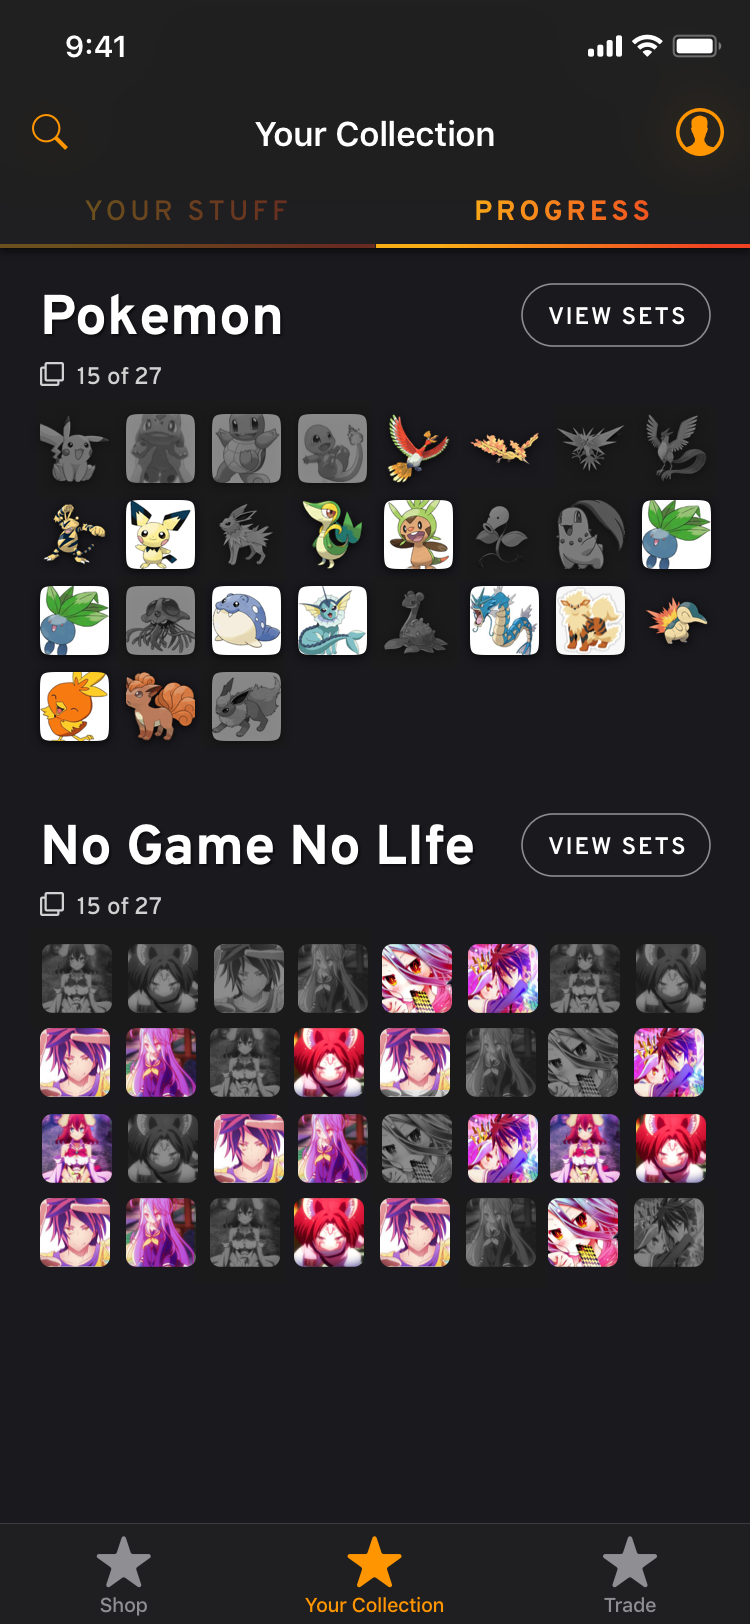 9:41
Your Collection
YOUR STUFF
PROGRESS
Pokemon
VIEW SETS
15 of 27
No Game No LIfe
VIEW SETS
15 of 27
Shop
Your Collection
Trade